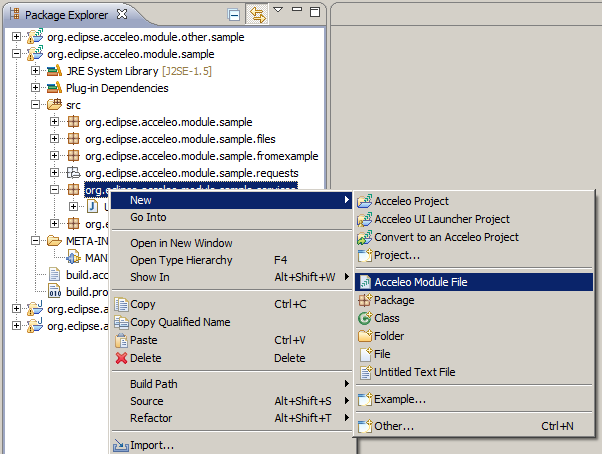 Package Explorer
org.eclipse.acceleo.module.other.sample
org.eclipse.acceleo.module.sample
JRE System Library [J2SE-1.5]
Plug-in Dependencies
src
org.eclipse.acceleo.module.sample
org.eclipse.acceleo.module.sample.files
org.eclipse.acceleo.module.sample.fromexample
org.eclipse.acceleo.module.sample.requests
org.eclipse.acceleo.module.sample.services
org.e
META-IN
MAN
build.acc
build.pro
org.eclipse.a
org.eclipse.a
New
Go Into
Open in New Window
Open Type Hierarchy F4
Show In Alt+Shift+W
Copy Ctrl+C
Copy Qualified Name
Paste Ctrl+V
Delete Delete
Build Path
Source Alt+Shift+S
Refactor Alt+Shift+T
Import...
Acceleo Project
Acceleo UI Launcher Project
Convert to an Acceleo Project
Project...
Acceleo Module File
Package
Class
Folder
File
Untitled Text File
Example...
Other... Ctrl+N